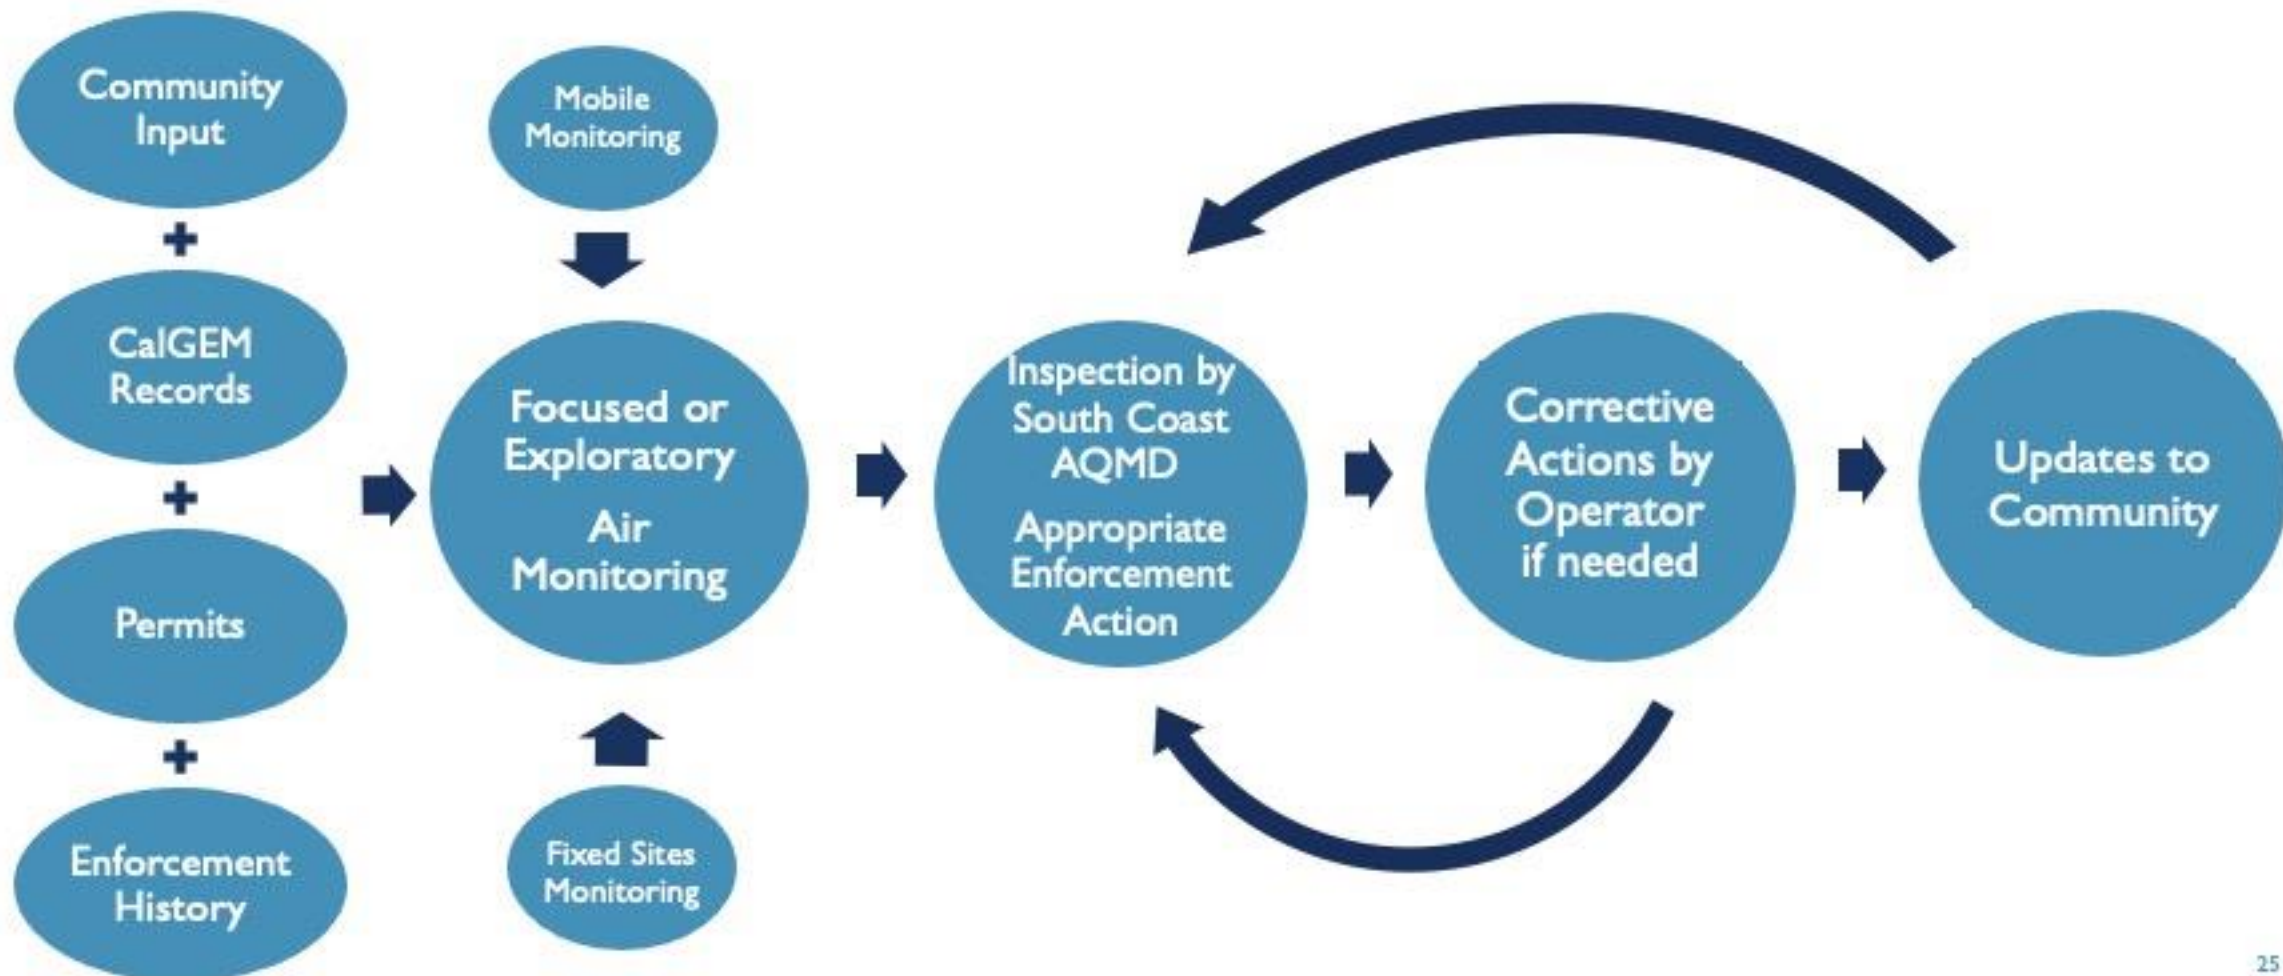 Community
Input
+
CalGEM
Records
+
Permits
+
Enforcement
History
Mobile
Monitoring
Focused or
Exploratory
Air
Monitoring
Fixed Sites
Monitoring
Inspection by
South Coast
AQMD
Appropriate
Enforcement
Action
Corrective
Actions by
Operator
if needed
Updates to
Community
25